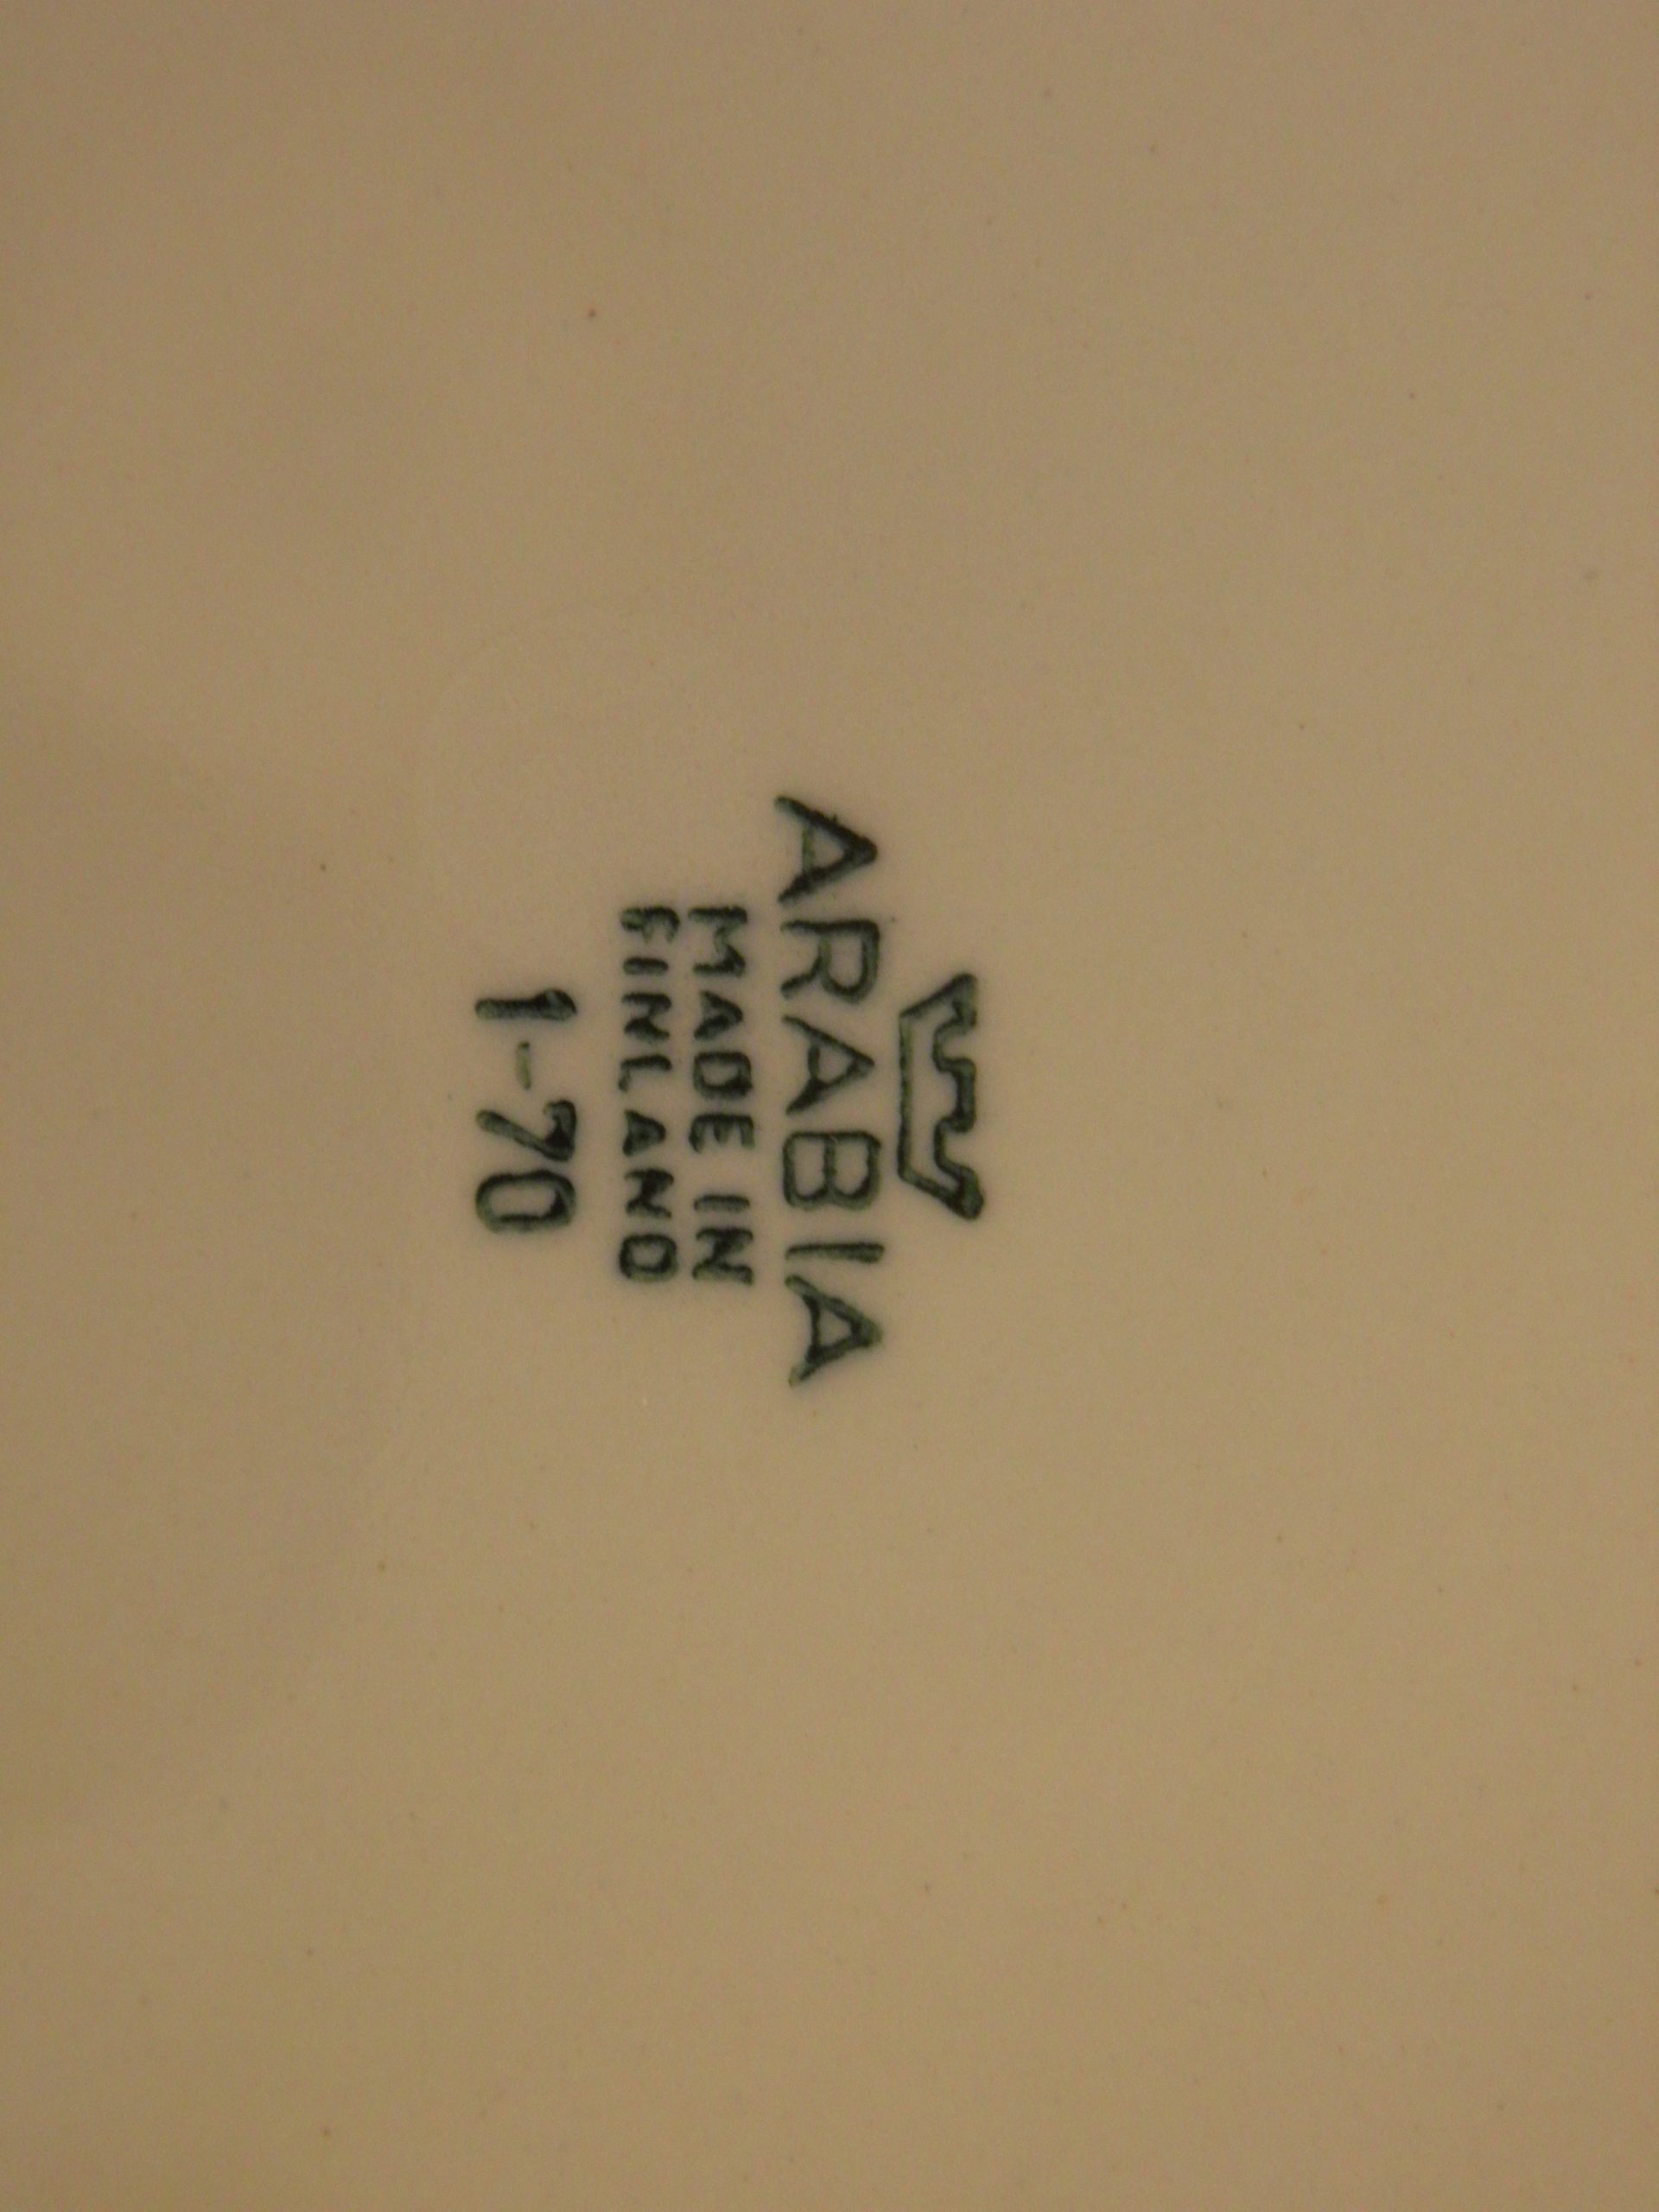 ARABIA
MADE IN
FINLAND
1-70